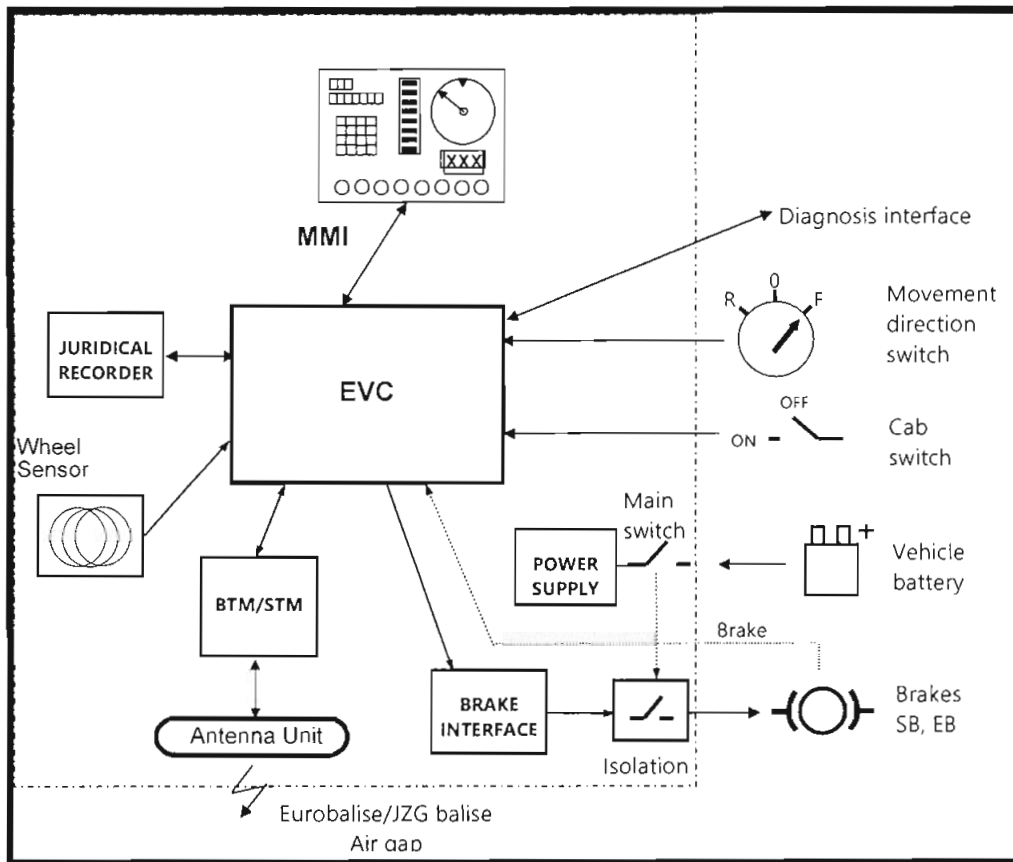 XXX
MMI
Diagnosis interface
R
0
F
Movement
direction
switch
JURIDICAL
RECORDER
EVC
OFF
ON
Cab
switch
Wheel
Sensor
Main
switch
POWER
SUPPLY
+
Vehicle
battery
BTM/STM
Brake
BRAKE
INTERFACE
Brakes
SB, EB
Antenna Unit
Isolation
Eurobalise/JZG balise
Air gap